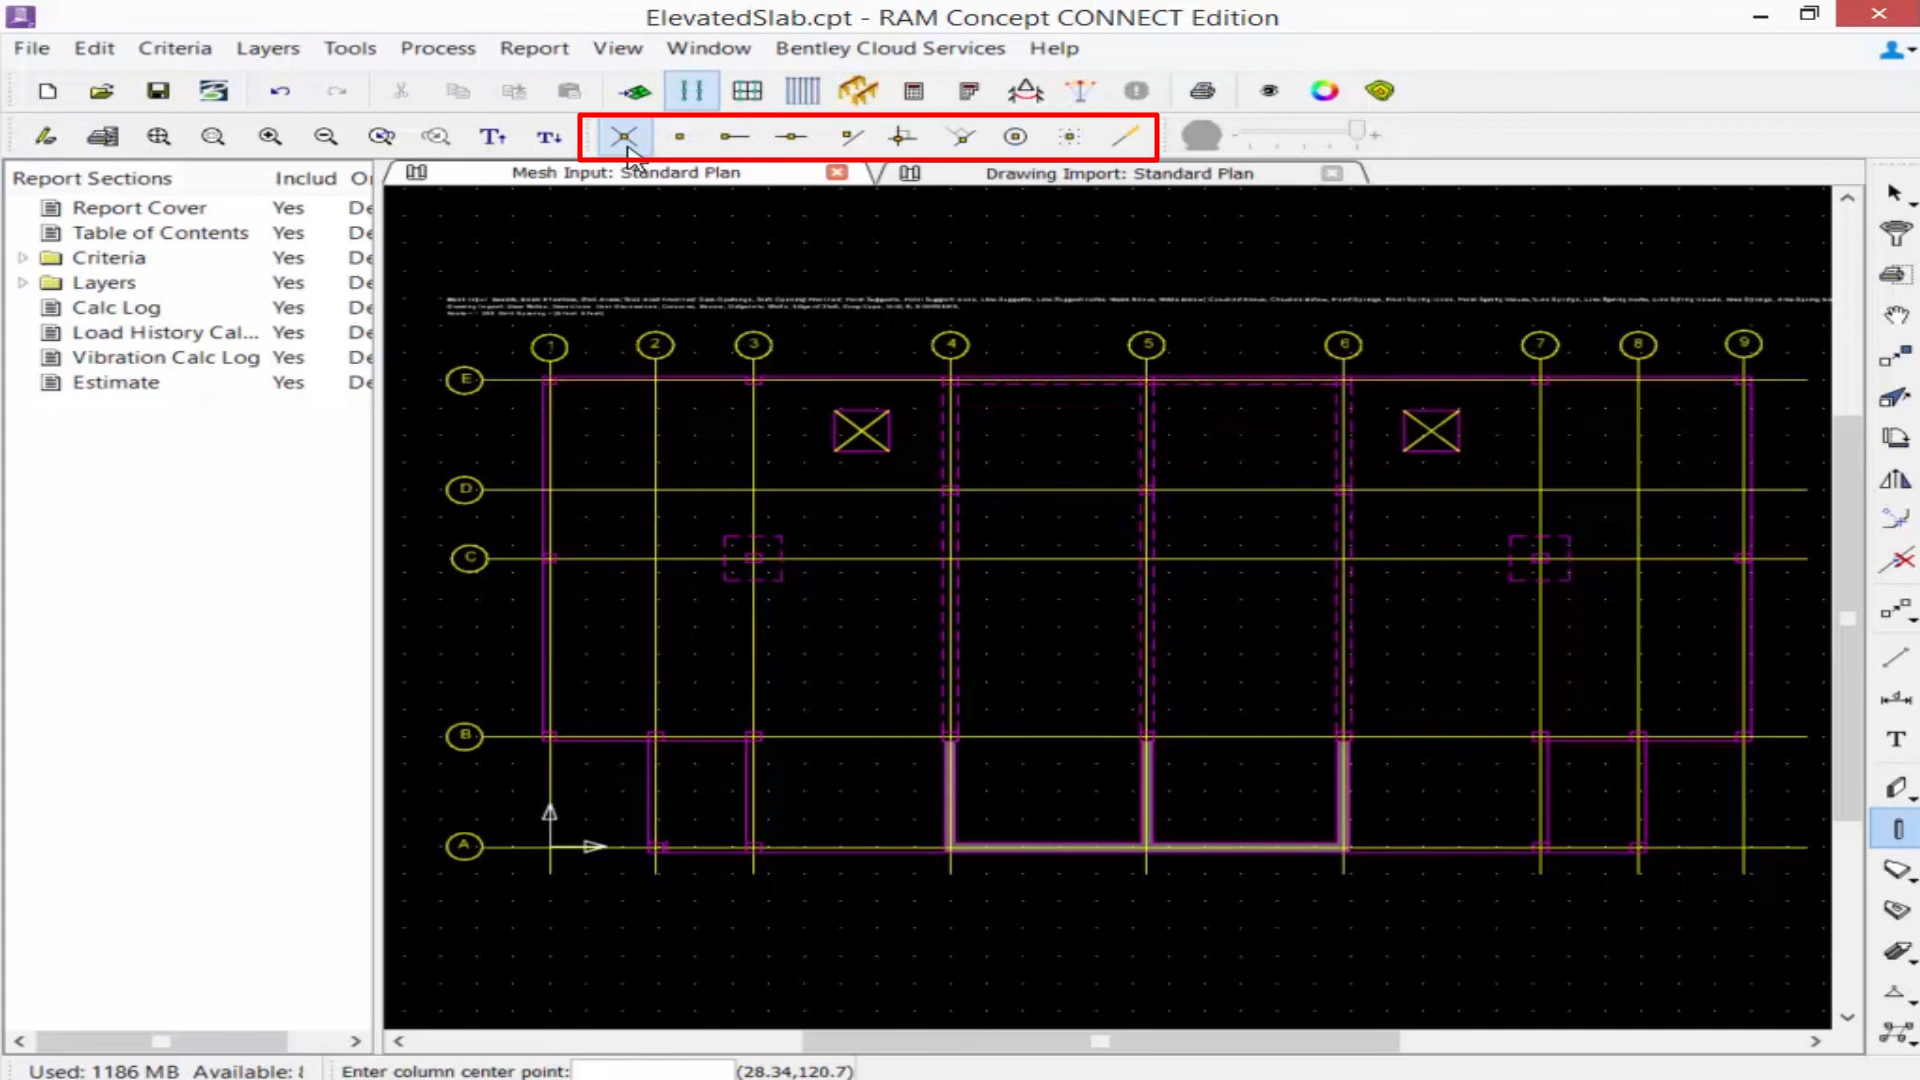 ElevatedSlab.cpt - RAM Concept CONNECT Edition
File Edit Criteria Layers Tools Process Report View Window Bentley Cloud Services Help
Report Sections Includ
Mesh Input: Standard Plan
Drawing Import: Standard Plan
Report Cover Yes
Table of Contents Yes
Criteria Yes
Layers Yes
Calc Log Yes
Load History Cal... Yes
Vibration Calc Log Yes
Estimate Yes
1 2 3 4 5 6 7 8 9
E
D
C
B
A
T
Used: 1186 MB Available: Enter column center point: (28.34,120.7)